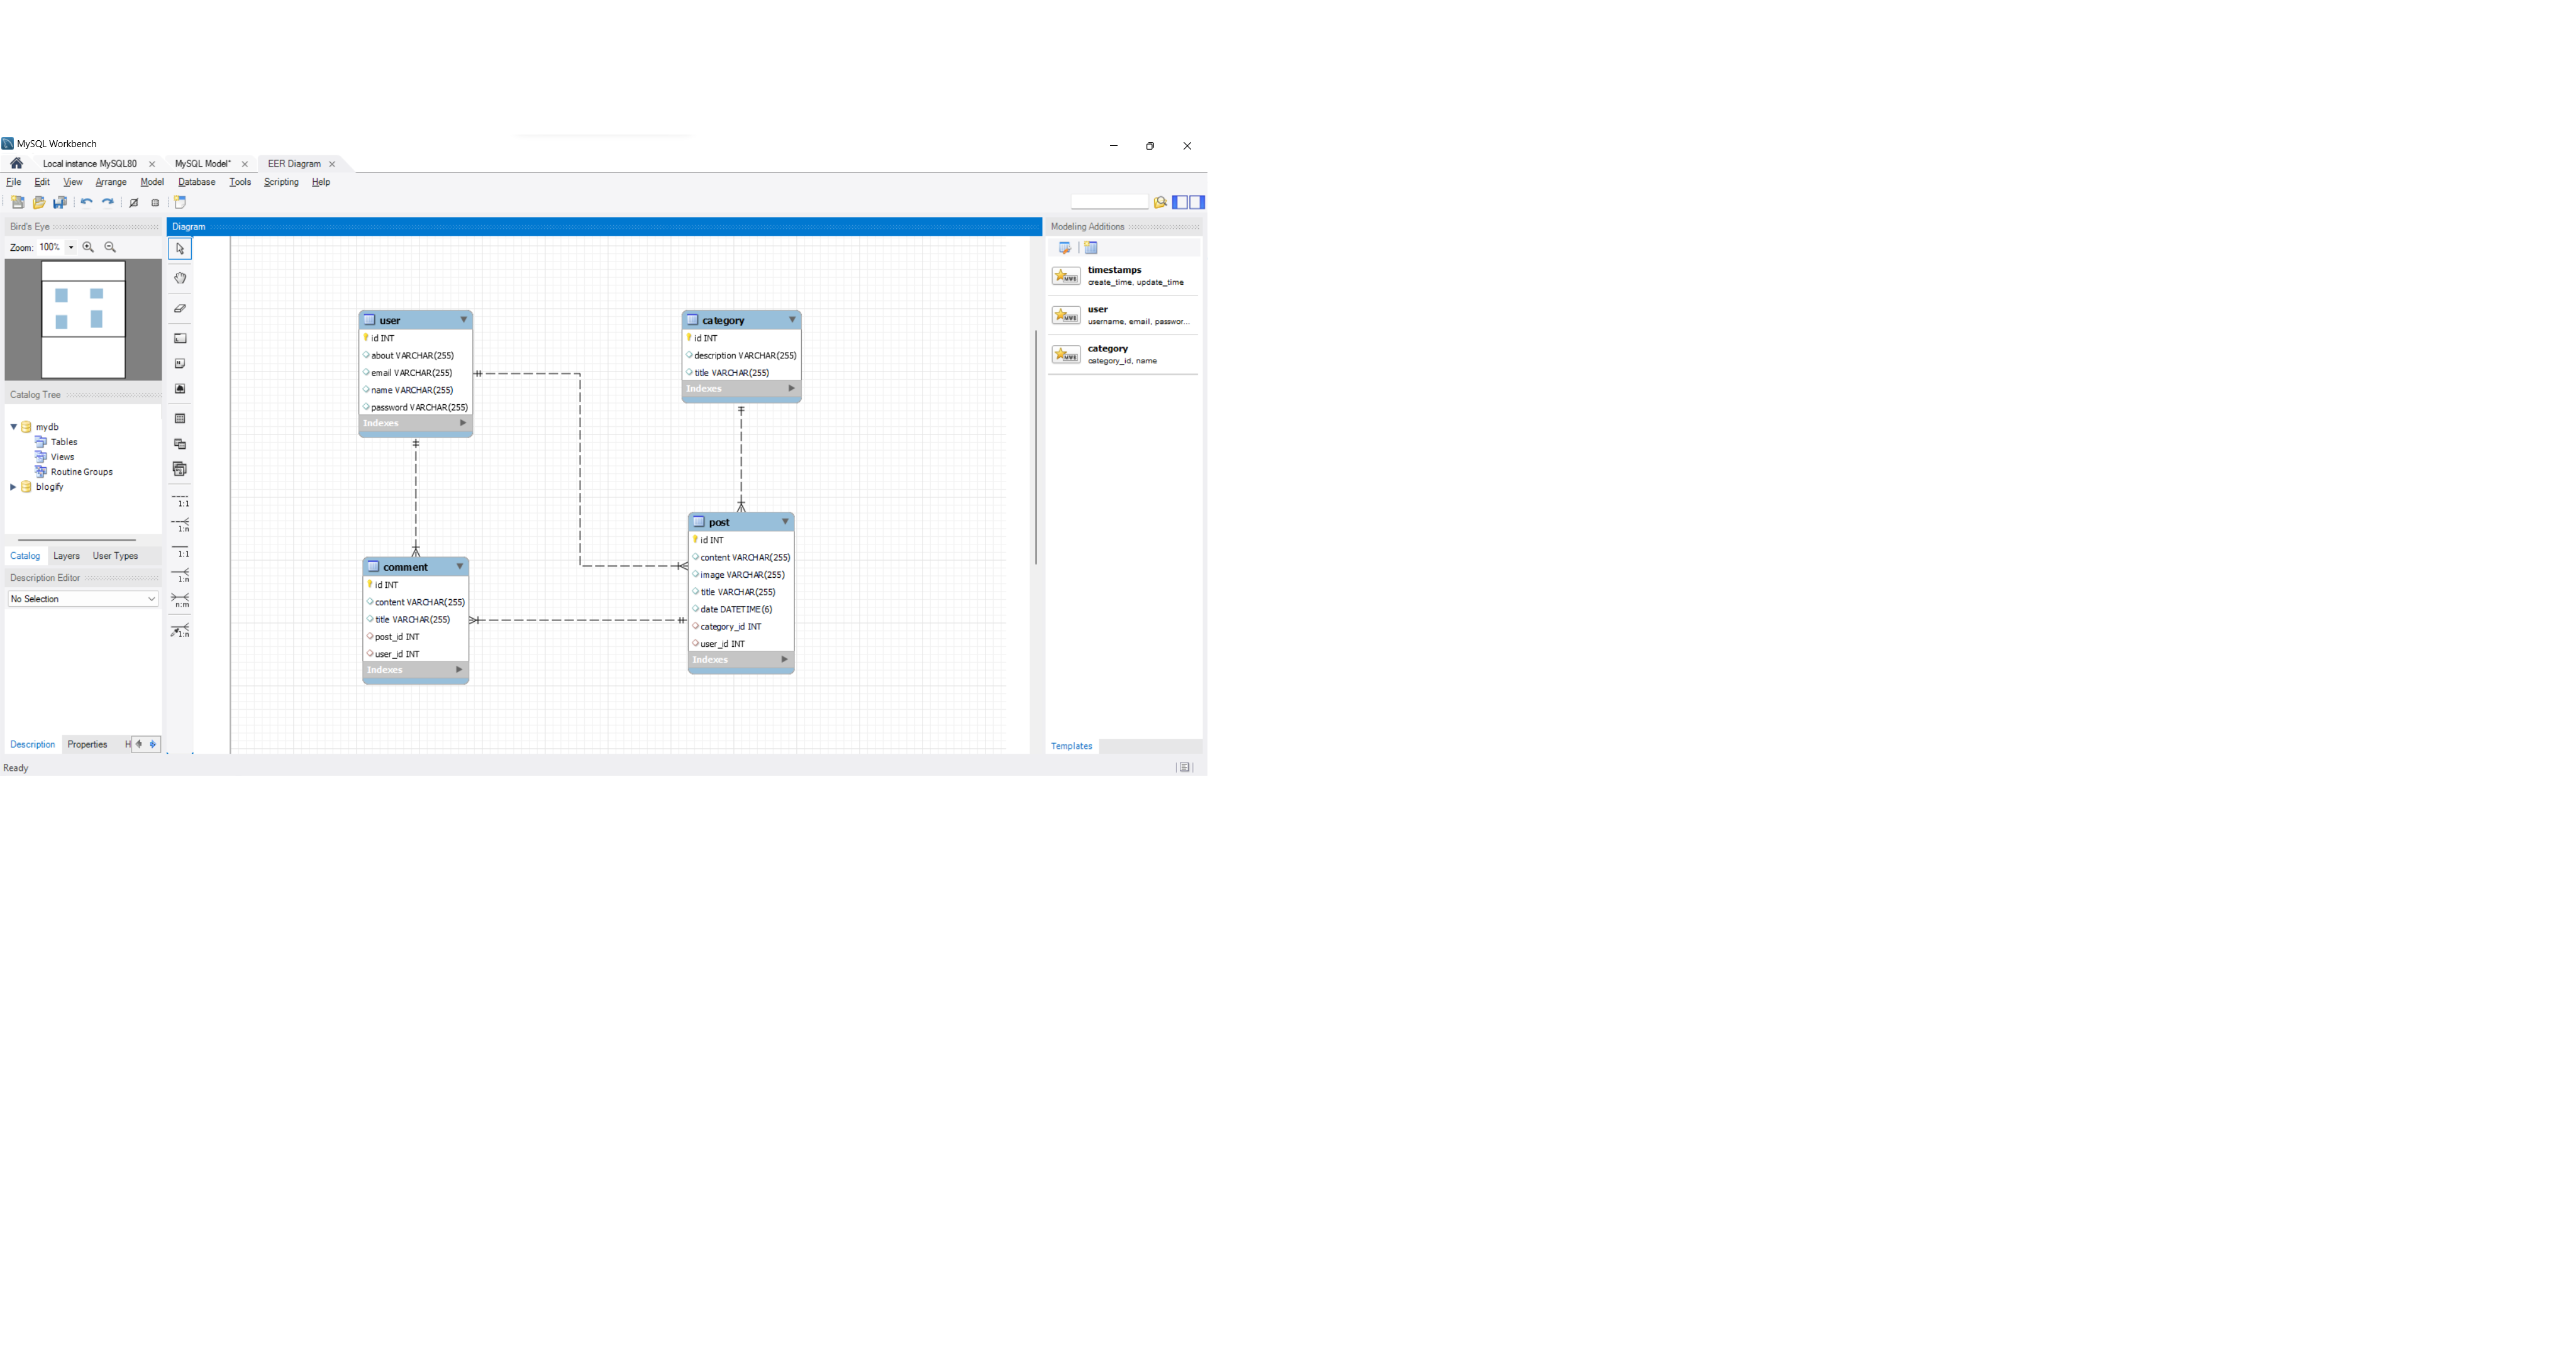 MySQL Workbench
Local instance MySQL80
MySQL Model*
EER Diagram
File Edit View Arrange Model Database Tools Scripting Help
Bird's Eye
Zoom: 100%
Catalog Tree
mydb
Tables
Views
Routine Groups
blogify
Catalog Layers User Types
Description Editor
No Selection
Description Properties H
Ready
1:1
1:n
1:1
1:n
n:m
1:n
Diagram
user
id INT
about VARCHAR(255)
email VARCHAR(255)
name VARCHAR(255)
password VARCHAR(255)
Indexes
category
id INT
description VARCHAR(255)
title VARCHAR(255)
Indexes
comment
id INT
content VARCHAR(255)
title VARCHAR(255)
post_id INT
user_id INT
Indexes
post
id INT
content VARCHAR(255)
image VARCHAR(255)
title VARCHAR(255)
date DATETIME(6)
category_id INT
user_id INT
Indexes
Modeling Additions
timestamps
create_time, update_time
user
username, email, passwor...
category
category_id, name
Templates